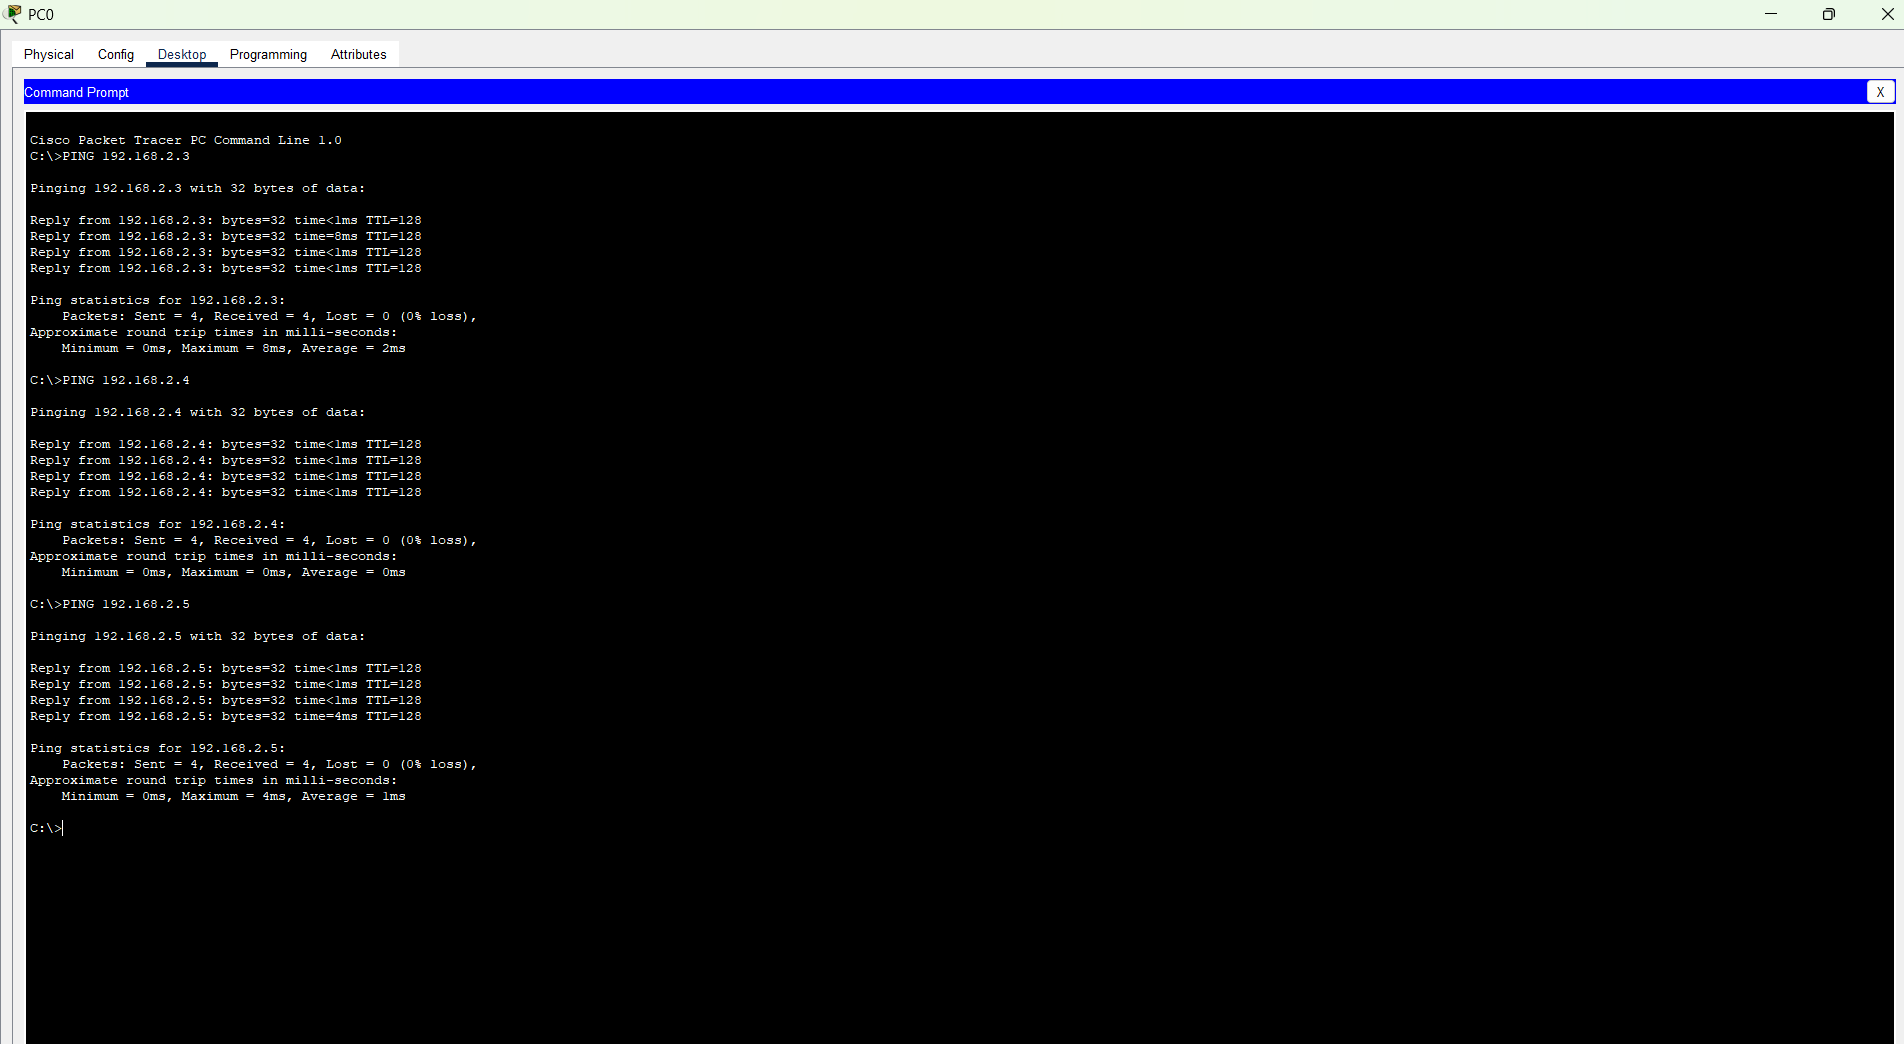 PC0
Physical Config Desktop Programming Attributes
Command Prompt
X
Cisco Packet Tracer PC Command Line 1.0
C:\>PING 192.168.2.3
Pinging 192.168.2.3 with 32 bytes of data:
Reply from 192.168.2.3: bytes=32 time<1ms TTL=128
Reply from 192.168.2.3: bytes=32 time=8ms TTL=128
Reply from 192.168.2.3: bytes=32 time<1ms TTL=128
Reply from 192.168.2.3: bytes=32 time<1ms TTL=128
Ping statistics for 192.168.2.3:
Packets: Sent = 4, Received = 4, Lost = 0 (0% loss),
Approximate round trip times in milli-seconds:
Minimum = 0ms, Maximum = 8ms, Average = 2ms
C:\>PING 192.168.2.4
Pinging 192.168.2.4 with 32 bytes of data:
Reply from 192.168.2.4: bytes=32 time<1ms TTL=128
Reply from 192.168.2.4: bytes=32 time<1ms TTL=128
Reply from 192.168.2.4: bytes=32 time<1ms TTL=128
Reply from 192.168.2.4: bytes=32 time<1ms TTL=128
Ping statistics for 192.168.2.4:
Packets: Sent = 4, Received = 4, Lost = 0 (0% loss),
Approximate round trip times in milli-seconds:
Minimum = 0ms, Maximum = 0ms, Average = 0ms
C:\>PING 192.168.2.5
Pinging 192.168.2.5 with 32 bytes of data:
Reply from 192.168.2.5: bytes=32 time<1ms TTL=128
Reply from 192.168.2.5: bytes=32 time<1ms TTL=128
Reply from 192.168.2.5: bytes=32 time<1ms TTL=128
Reply from 192.168.2.5: bytes=32 time=4ms TTL=128
Ping statistics for 192.168.2.5:
Packets: Sent = 4, Received = 4, Lost = 0 (0% loss),
Approximate round trip times in milli-seconds:
Minimum = 0ms, Maximum = 4ms, Average = 1ms
C:\>